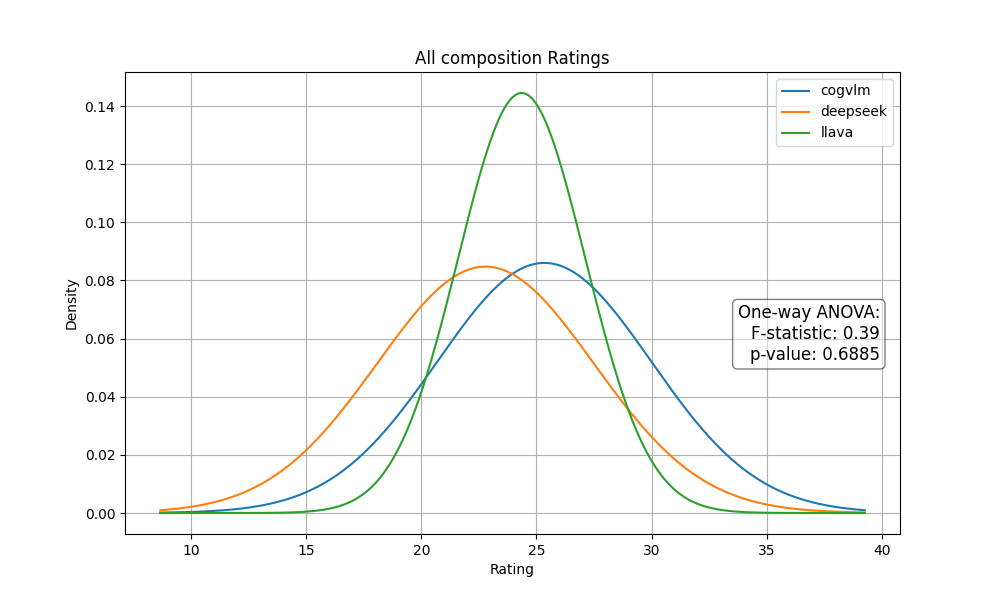 All composition Ratings
cogvlm
deepseek
llava
One-way ANOVA:
F-statistic: 0.39
p-value: 0.6885
Density
0.14
0.12
0.10
0.08
0.06
0.04
0.02
0.00
10 15 20 25 30 35 40
Rating